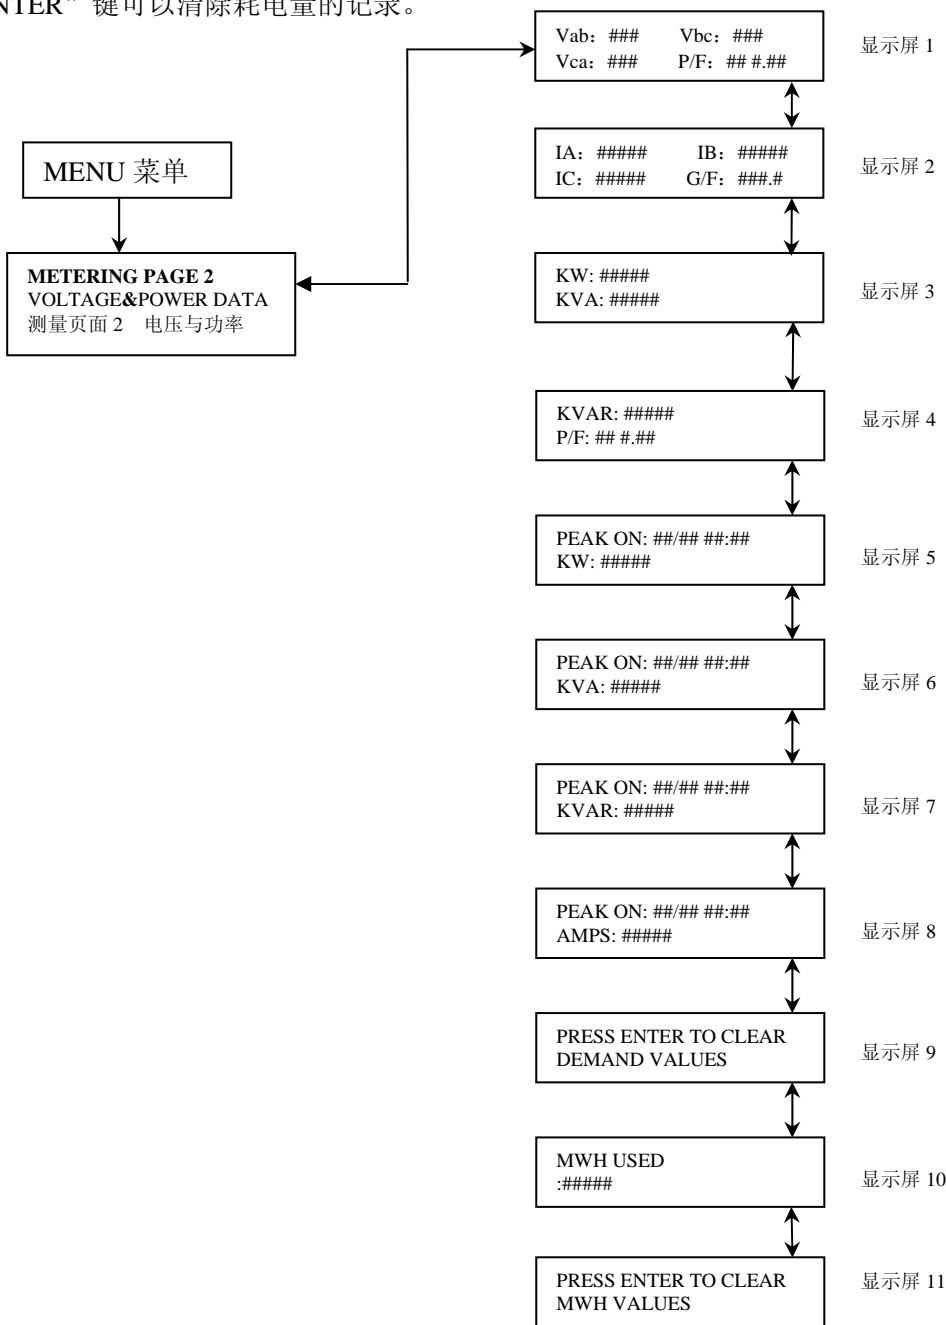 NTER” 键可以清除耗电量的记录。
MENU 菜单
METERING PAGE 2
VOLTAGE&POWER DATA
测量页面 2 电压与功率
Vab：### Vbc：###
Vca：### P/F：## #.##
显示屏 1
IA：##### IB：#####
IC：##### G/F：###.#
显示屏 2
KW: #####
KVA: #####
显示屏 3
KVAR: #####
P/F: ## #.##
显示屏 4
PEAK ON: ##/## ##:##
KW: #####
显示屏 5
PEAK ON: ##/## ##:##
KVA: #####
显示屏 6
PEAK ON: ##/## ##:##
KVAR: #####
显示屏 7
PEAK ON: ##/## ##:##
AMPS: #####
显示屏 8
PRESS ENTER TO CLEAR
DEMAND VALUES
显示屏 9
MWH USED
:#####
显示屏 10
PRESS ENTER TO CLEAR
MWH VALUES
显示屏 11